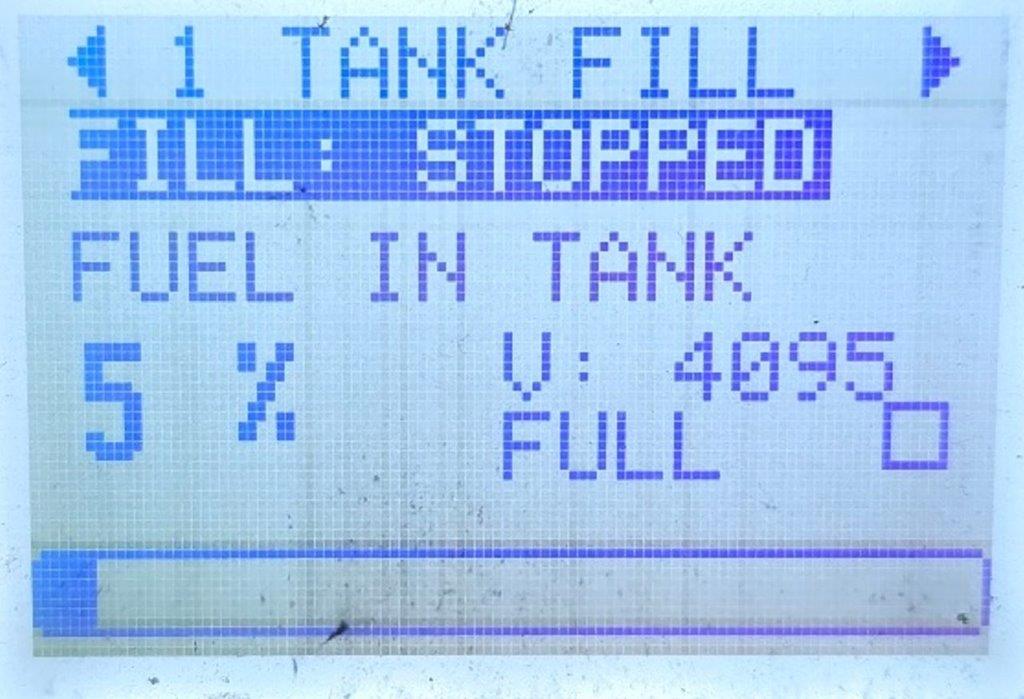 1 TANK FILL
FILL: STOPPED
FUEL IN TANK
5 % V: 4095
FULL